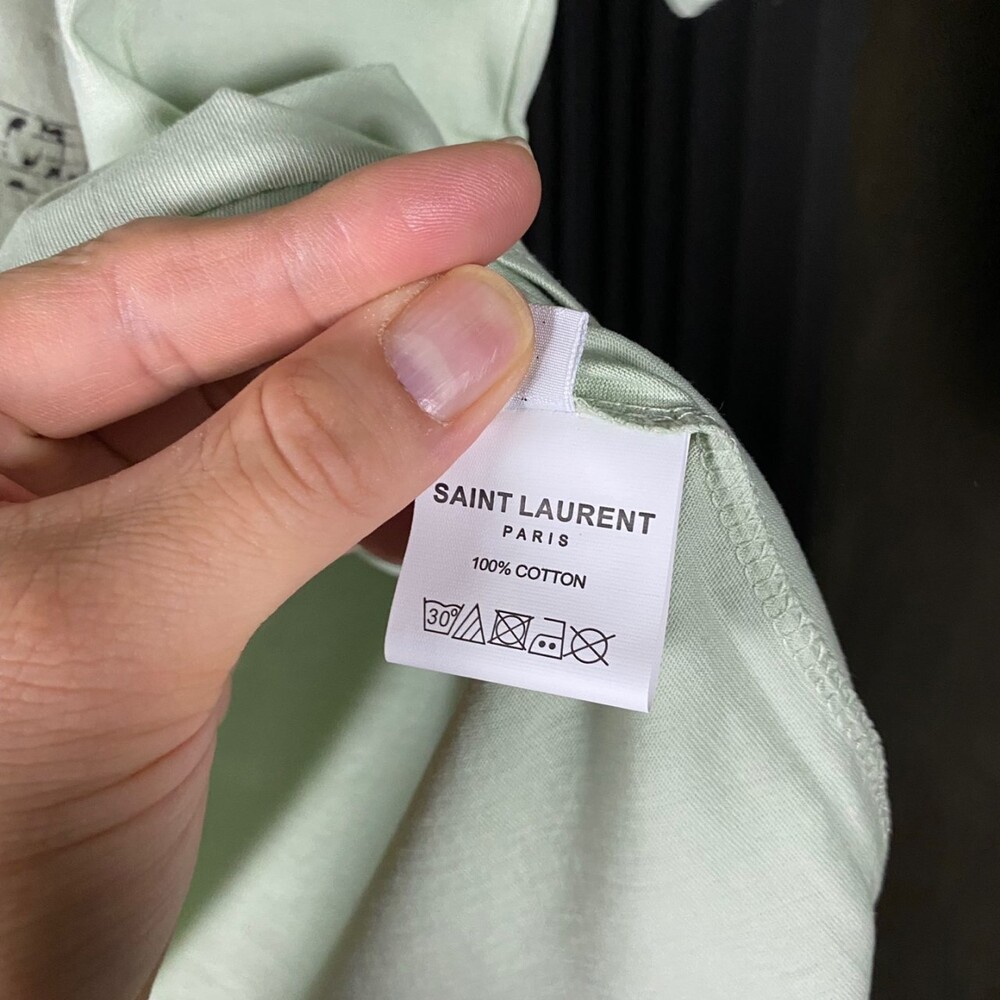 SAINT LAURENT
PARIS
100% COTTON
30°